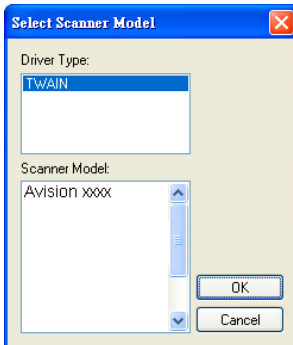 Select Scanner Model
Driver Type:
TWAIN
Scanner Model:
Avision xxxx
OK
Cancel